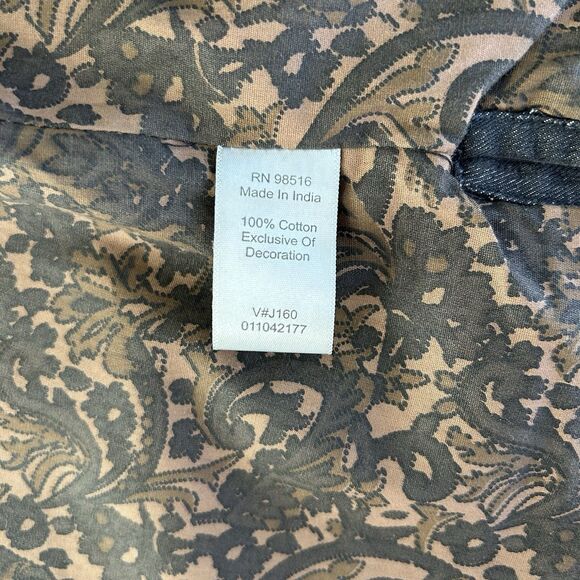 RN 98516
Made In India
100% Cotton
Exclusive Of
Decoration
V#J160
011042177